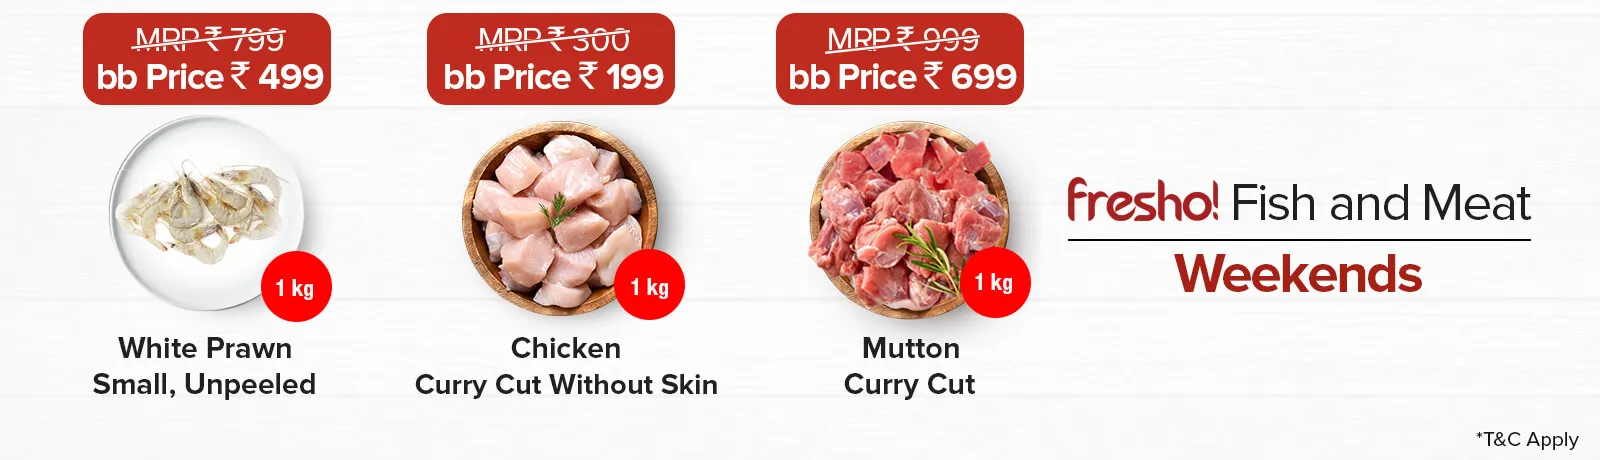 MRP ₹ 799
bb Price ₹ 499
1 kg
White Prawn
Small, Unpeeled
MRP ₹ 300
bb Price ₹ 199
1 kg
Chicken
Curry Cut Without Skin
MRP ₹ 999
bb Price ₹ 699
1 kg
Mutton
Curry Cut
fresho! Fish and Meat
Weekends
*T&C Apply